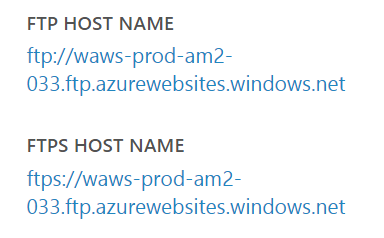 FTP HOST NAME
ftp://waws-prod-am2-
033.ftp.azurewebsites.windows.net
FTPS HOST NAME
ftps://waws-prod-am2-
033.ftp.azurewebsites.windows.net